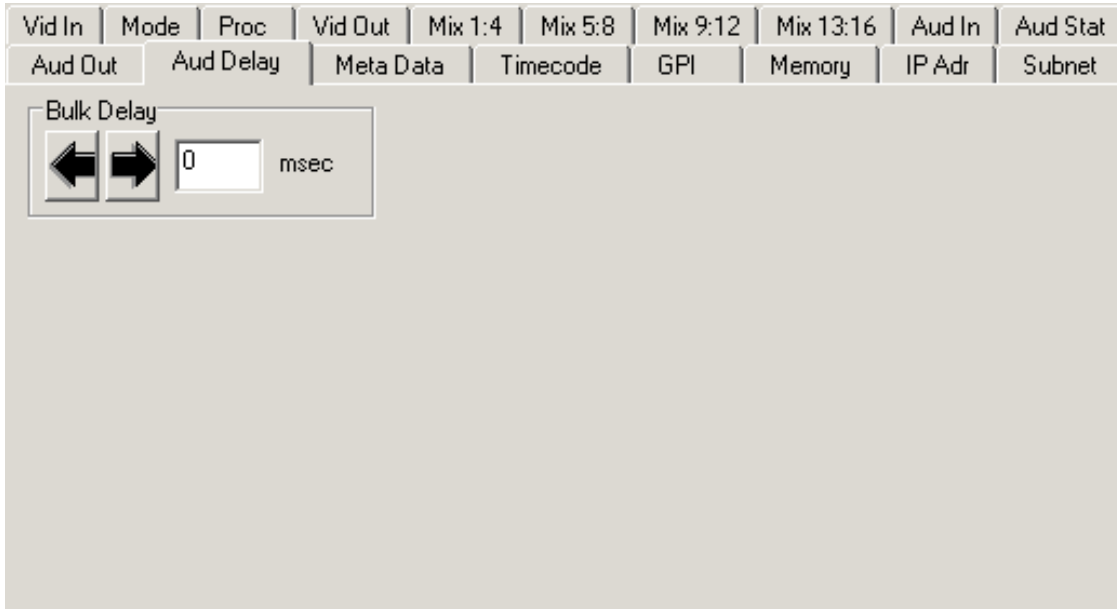 Vid In Mode Proc Vid Out Mix 1:4 Mix 5:8 Mix 9:12 Mix 13:16 Aud In Aud Stat
Aud Out Aud Delay Meta Data Timecode GPI Memory IP Adr Subnet
Bulk Delay
0 msec